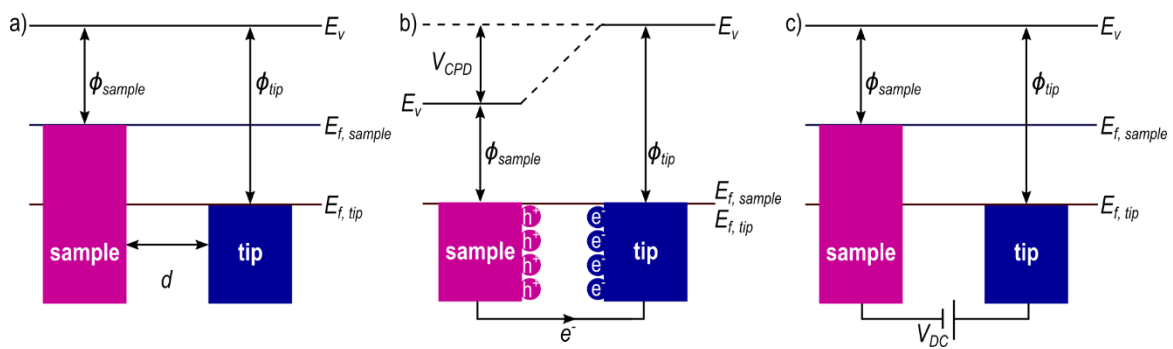 a)
E_v
ϕ_sample
ϕ_tip
E_f, sample
E_f, tip
sample
tip
d
b)
V_CPD
E_v
E_v
ϕ_sample
ϕ_tip
E_f, sample
E_f, tip
h⁺ e⁻
h⁺ e⁻
h⁺ e⁻
h⁺ e⁻
sample
tip
e⁻
c)
E_v
ϕ_sample
ϕ_tip
E_f, sample
E_f, tip
sample
tip
V_DC